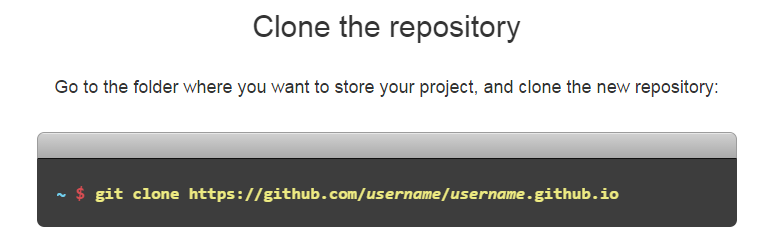 Clone the repository
Go to the folder where you want to store your project, and clone the new repository:
~ $ git clone https://github.com/username/username.github.io